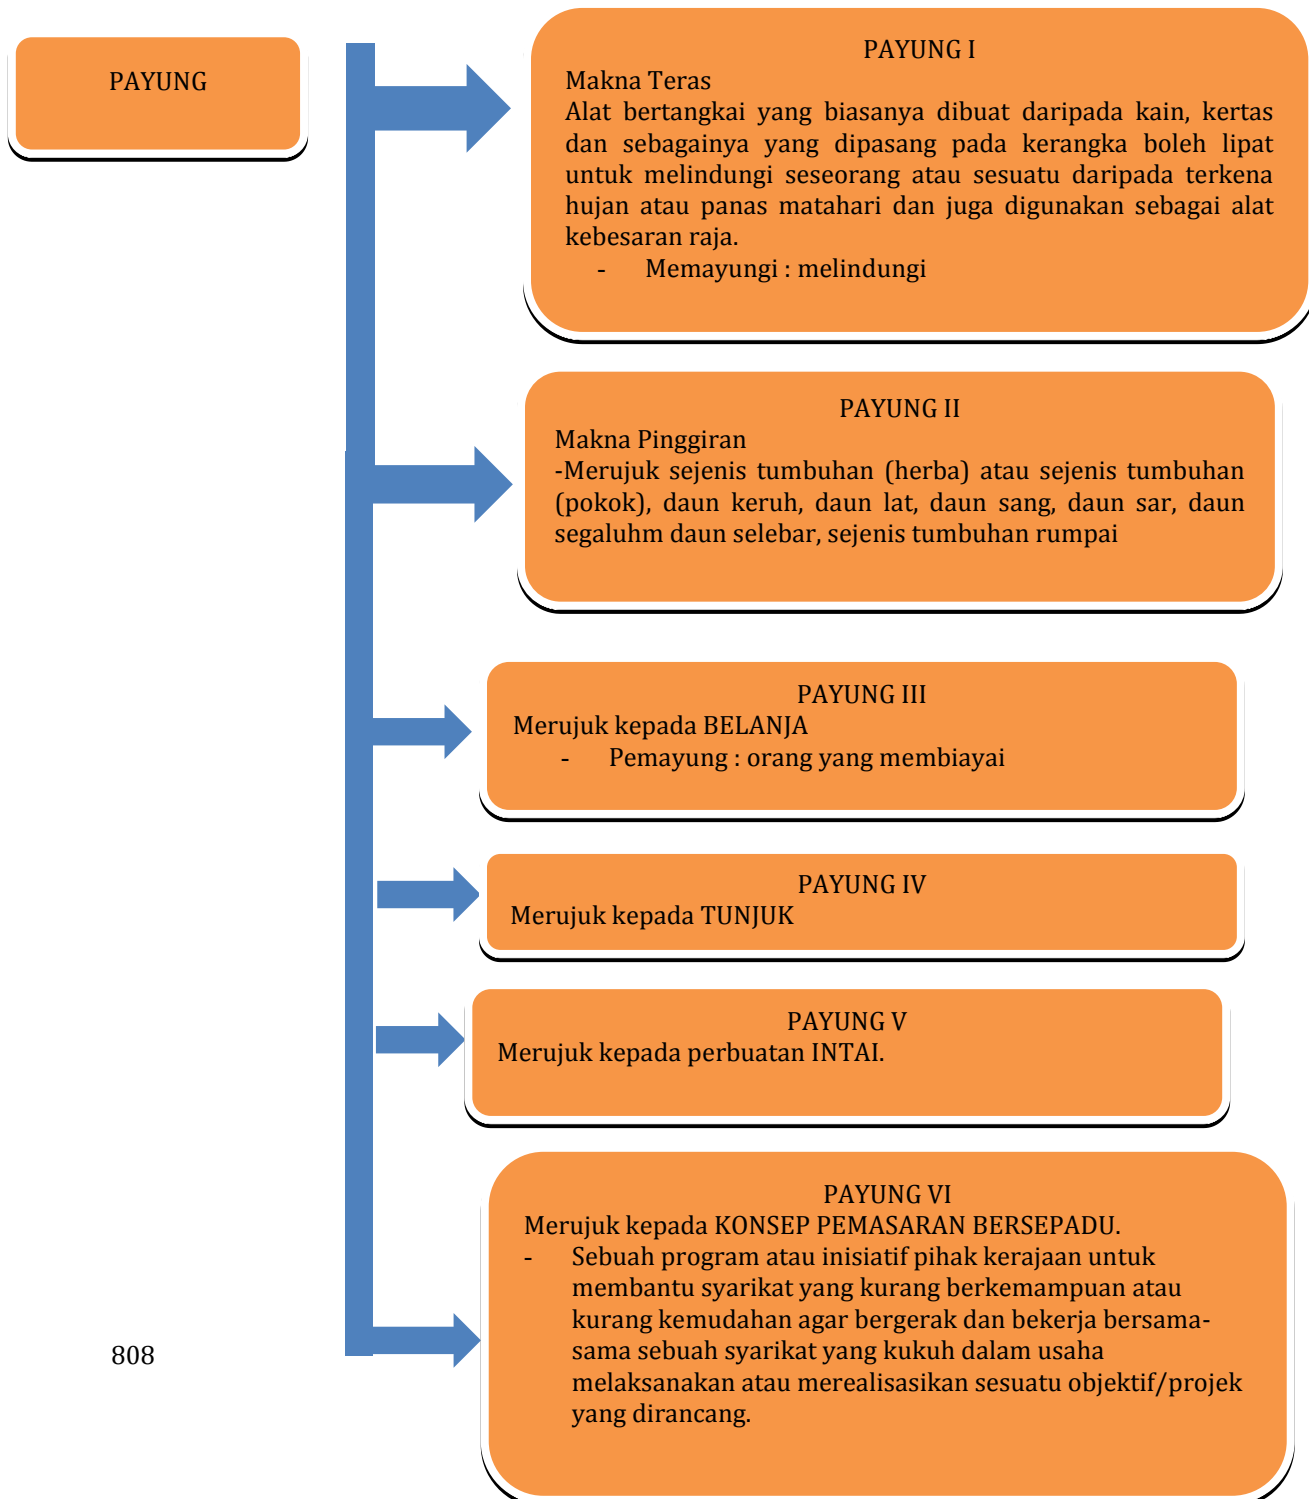 PAYUNG
PAYUNG I
Makna Teras
Alat bertangkai yang biasanya dibuat daripada kain, kertas
dan sebagainya yang dipasang pada kerangka boleh lipat
untuk melindungi seseorang atau sesuatu daripada terkena
hujan atau panas matahari dan juga digunakan sebagai alat
kebesaran raja.
- Memayungi : melindungi
PAYUNG II
Makna Pinggiran
-Merujuk sejenis tumbuhan (herba) atau sejenis tumbuhan
(pokok), daun keruh, daun lat, daun sang, daun sar, daun
segaluhm daun selebar, sejenis tumbuhan rumpai
PAYUNG III
Merujuk kepada BELANJA
- Pemayung : orang yang membiayai
PAYUNG IV
Merujuk kepada TUNJUK
PAYUNG V
Merujuk kepada perbuatan INTAI.
PAYUNG VI
Merujuk kepada KONSEP PEMASARAN BERSEPADU.
- Sebuah program atau inisiatif pihak kerajaan untuk
membantu syarikat yang kurang berkemampuan atau
kurang kemudahan agar bergerak dan bekerja bersama-
sama sebuah syarikat yang kukuh dalam usaha
melaksanakan atau merealisasikan sesuatu objektif/projek
yang dirancang.
808